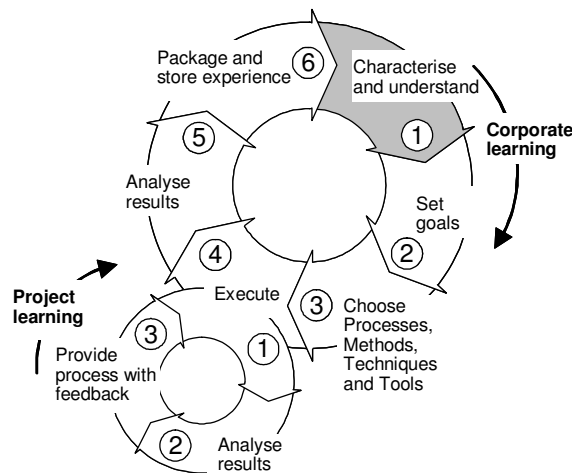 Package and
store experience
6
Characterise
and understand
1
Corporate
learning
5
Analyse
results
Set
goals
2
4
Execute
3
Choose
Processes,
Methods,
Techniques
and Tools
Project
learning
3
1
Provide
process with
feedback
2
Analyse
results